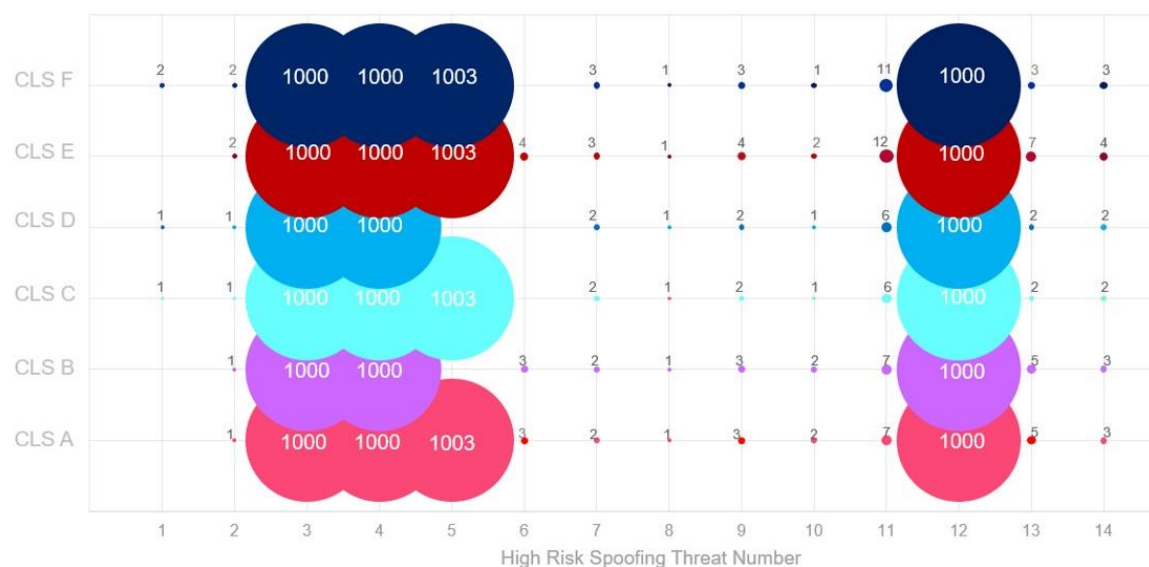 CLS F 2 2 1000 1000 1003 3 1 3 1 11 1000 3 3
CLS E 2 1000 1000 1003 4 3 1 4 2 12 1000 7 4
CLS D 1 1 1000 1000 2 1 2 1 6 1000 2 2
CLS C 1 1 1000 1000 1003 2 1 2 1 6 1000 2 2
CLS B 1 1000 1000 3 2 1 3 2 7 1000 5 3
CLS A 1 1000 1000 1003 3 2 1 3 2 7 1000 5 3
1 2 3 4 5 6 7 8 9 10 11 12 13 14
High Risk Spoofing Threat Number